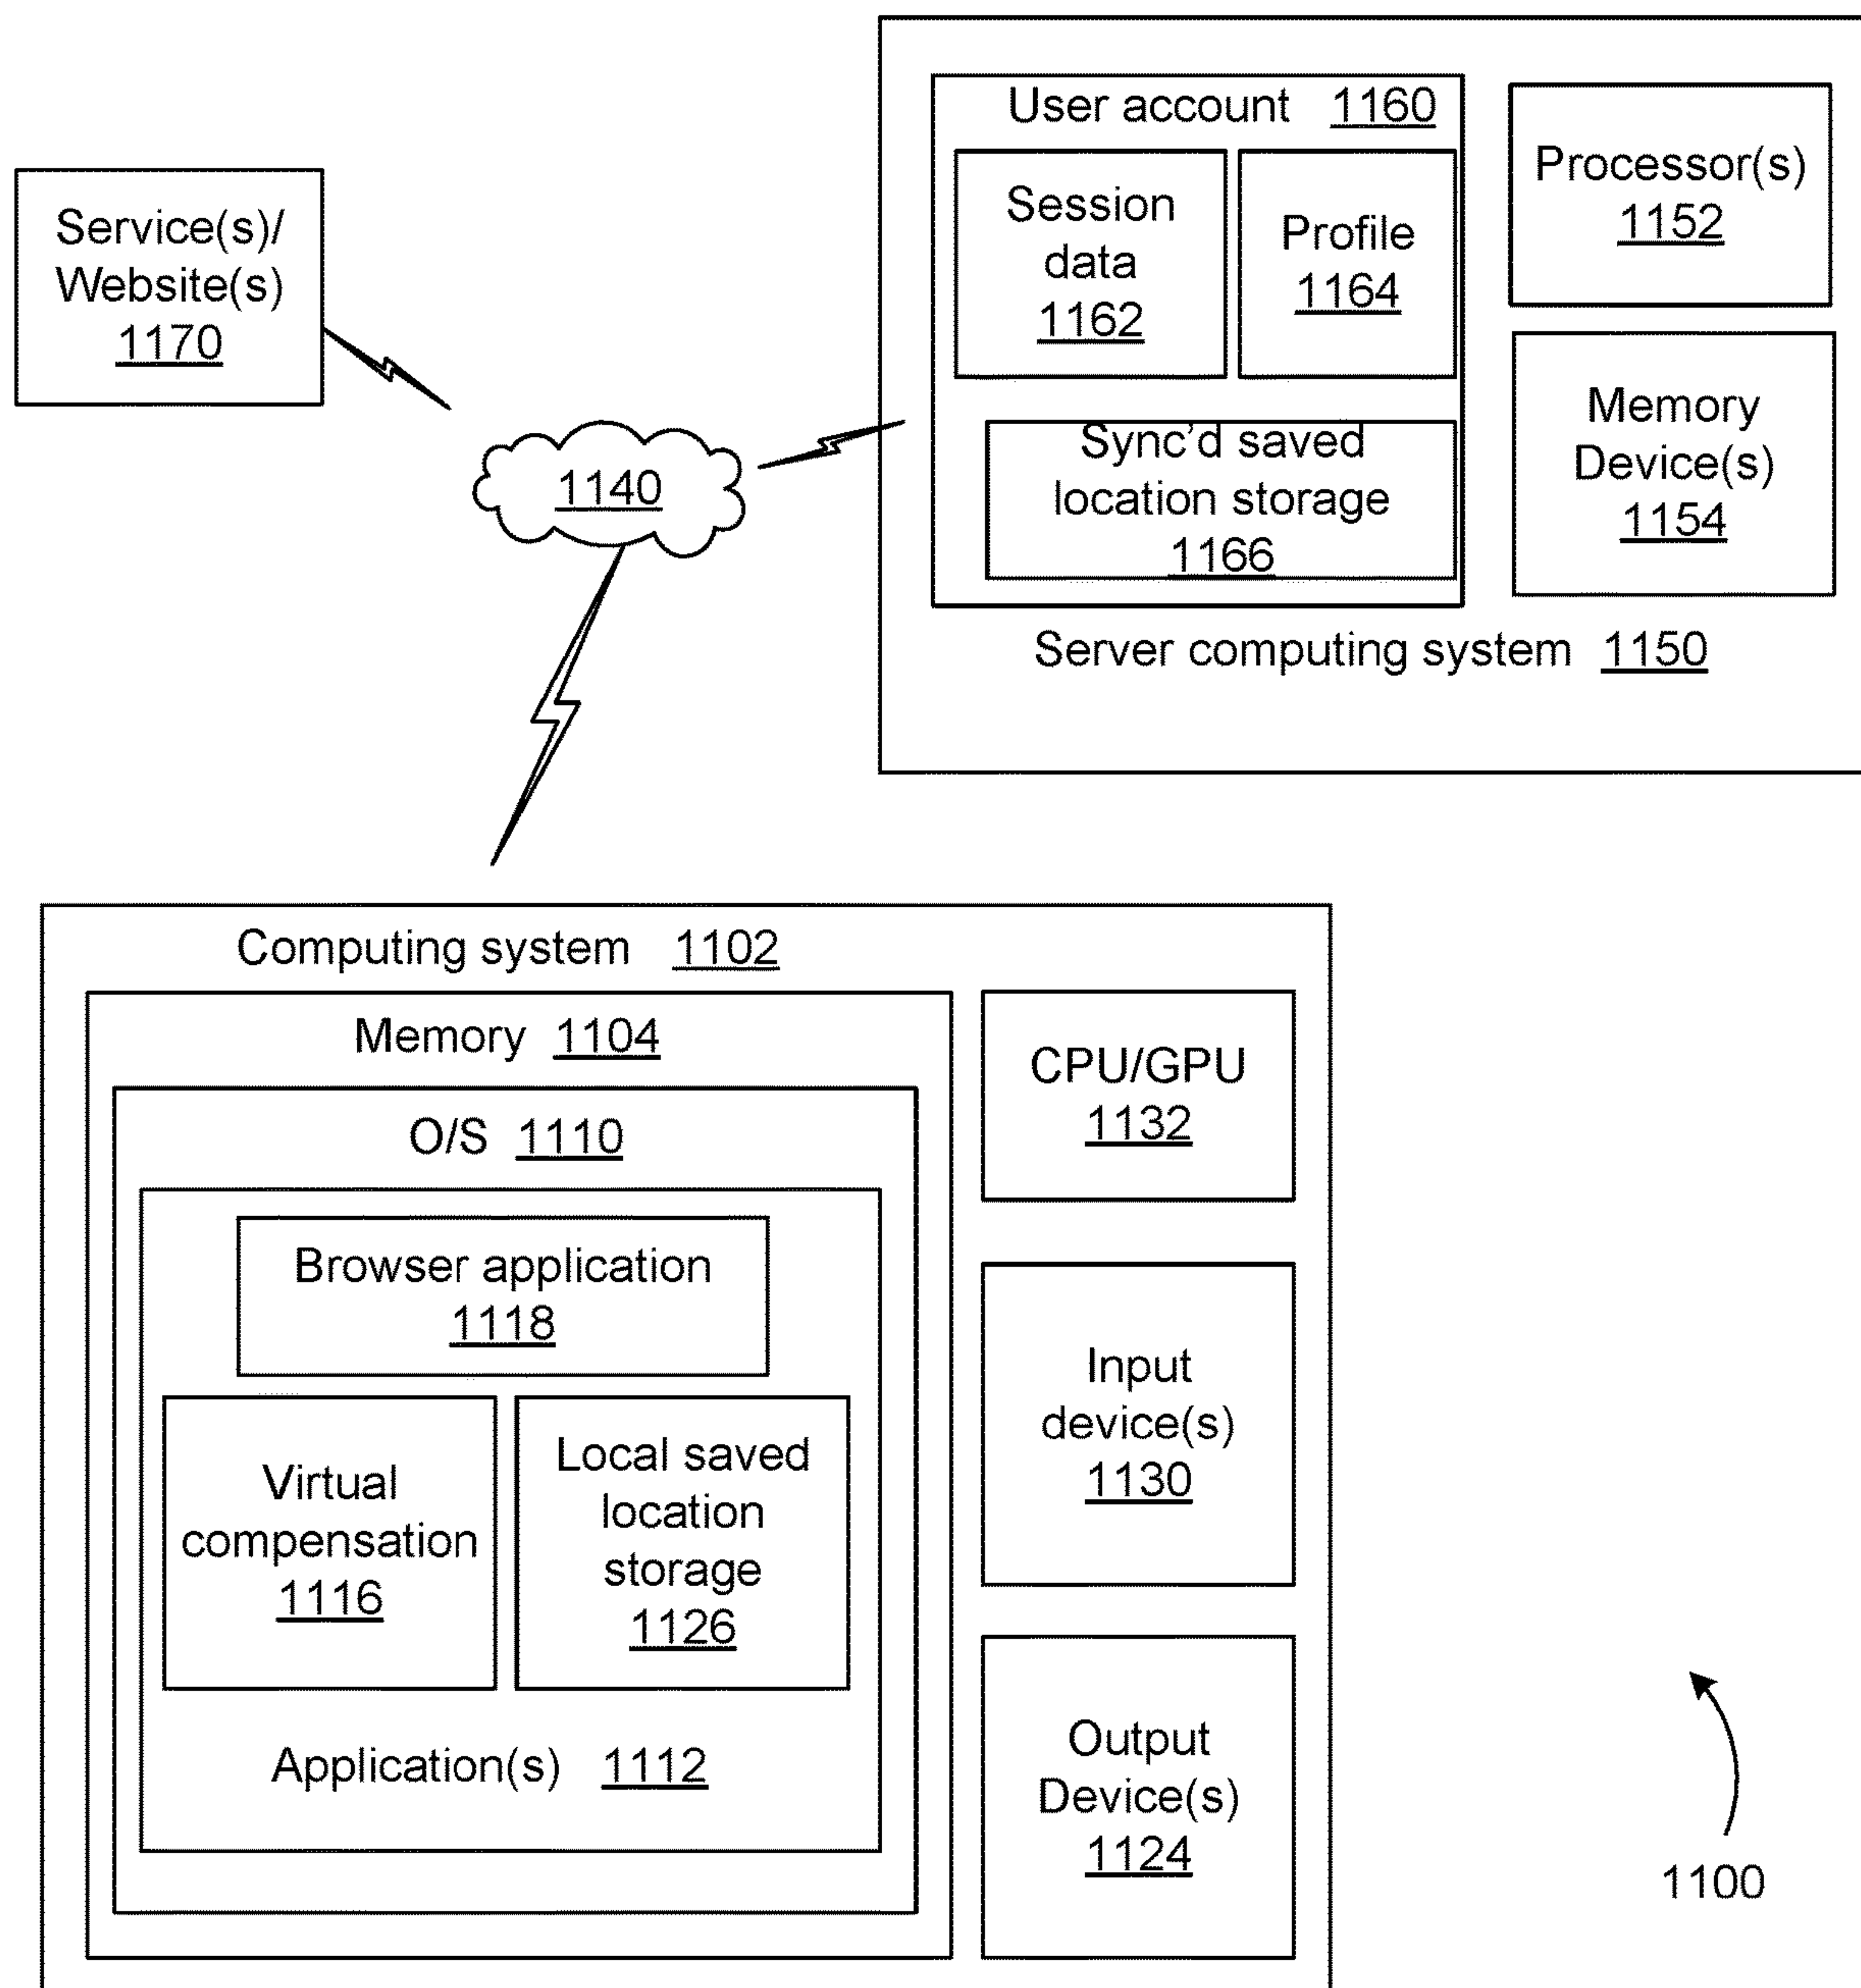 User account 1160
Session
data
1162
Profile
1164
Processor(s)
1152
Service(s)/
Website(s)
1170
Memory
Device(s)
1154
Sync'd saved
location storage
1166
1140
Server computing system 1150
Computing system 1102
Memory 1104
O/S 1110
Browser application
1118
Virtual
compensation
1116
Local saved
location
storage
1126
Application(s) 1112
CPU/GPU
1132
Input
device(s)
1130
Output
Device(s)
1124
1100